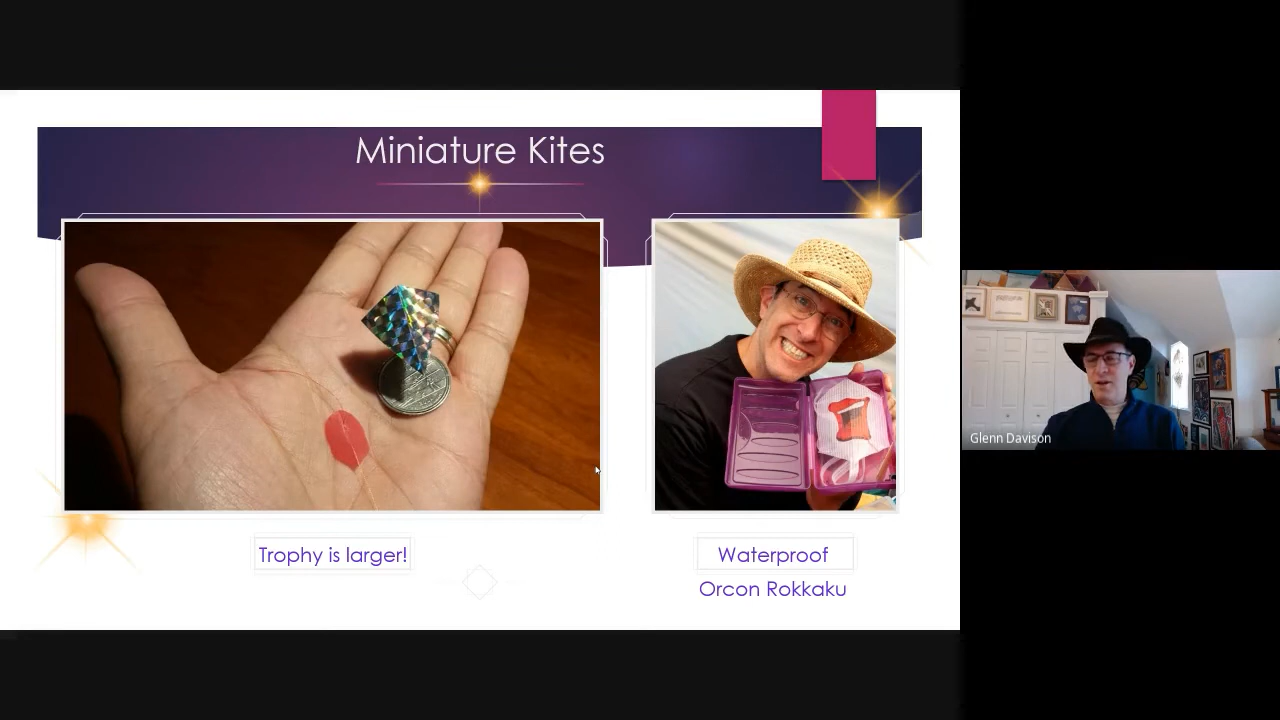 Miniature Kites
Trophy is larger!
Waterproof
Orcon Rokkaku
Glenn Davison